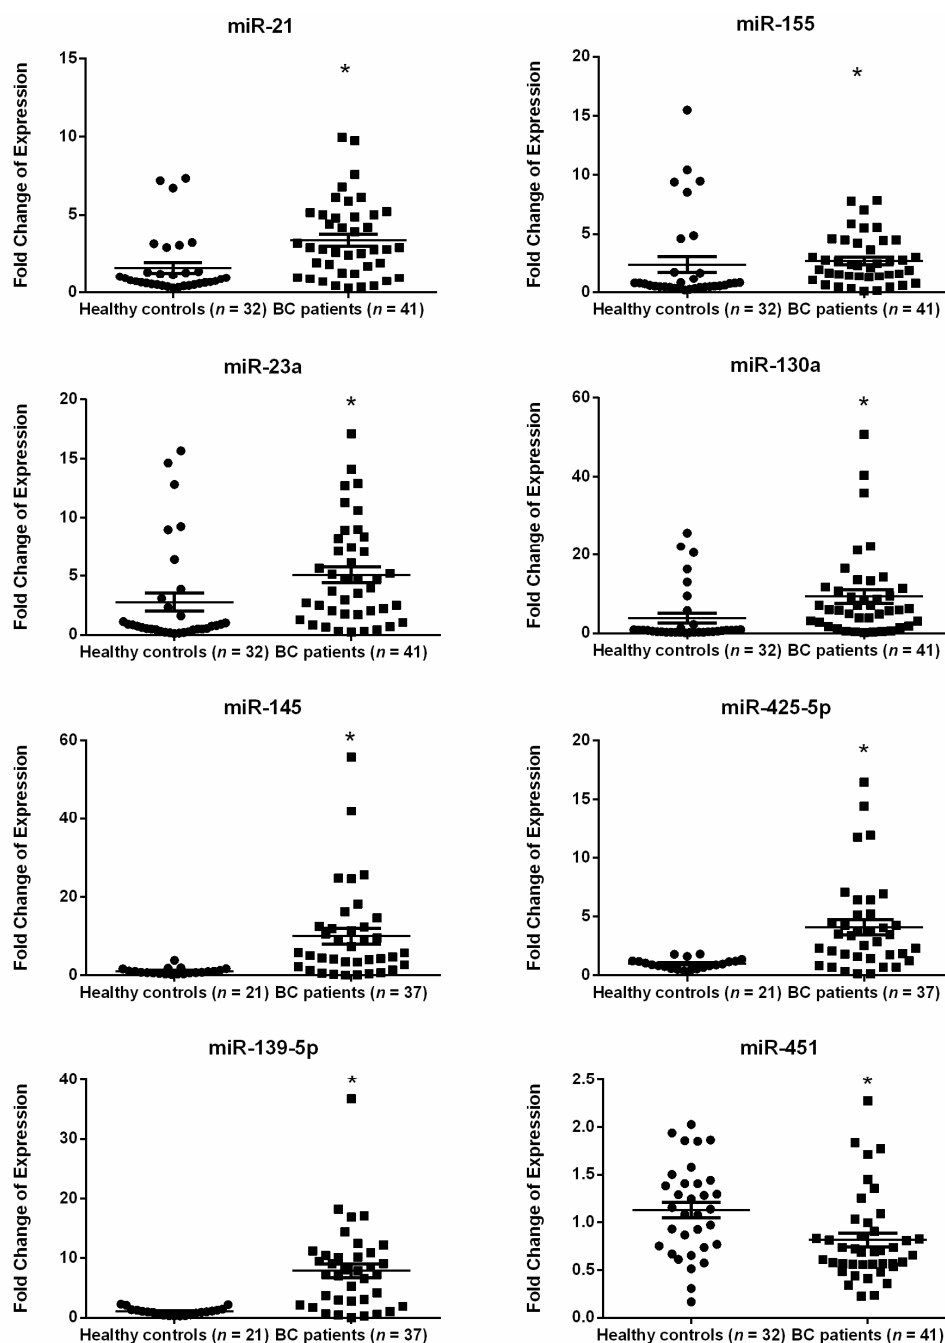 miR-21
Fold Change of Expression
15
10
5
0
*
Healthy controls (n = 32) BC patients (n = 41)
miR-155
Fold Change of Expression
20
15
10
5
0
*
Healthy controls (n = 32) BC patients (n = 41)
miR-23a
Fold Change of Expression
20
15
10
5
0
*
Healthy controls (n = 32) BC patients (n = 41)
miR-130a
Fold Change of Expression
60
40
20
0
*
Healthy controls (n = 32) BC patients (n = 41)
miR-145
Fold Change of Expression
60
40
20
0
*
Healthy controls (n = 21) BC patients (n = 37)
miR-425-5p
Fold Change of Expression
20
15
10
5
0
*
Healthy controls (n = 21) BC patients (n = 37)
miR-139-5p
Fold Change of Expression
40
30
20
10
0
*
Healthy controls (n = 21) BC patients (n = 37)
miR-451
Fold Change of Expression
2.5
2.0
1.5
1.0
0.5
0.0
*
Healthy controls (n = 32) BC patients (n = 41)